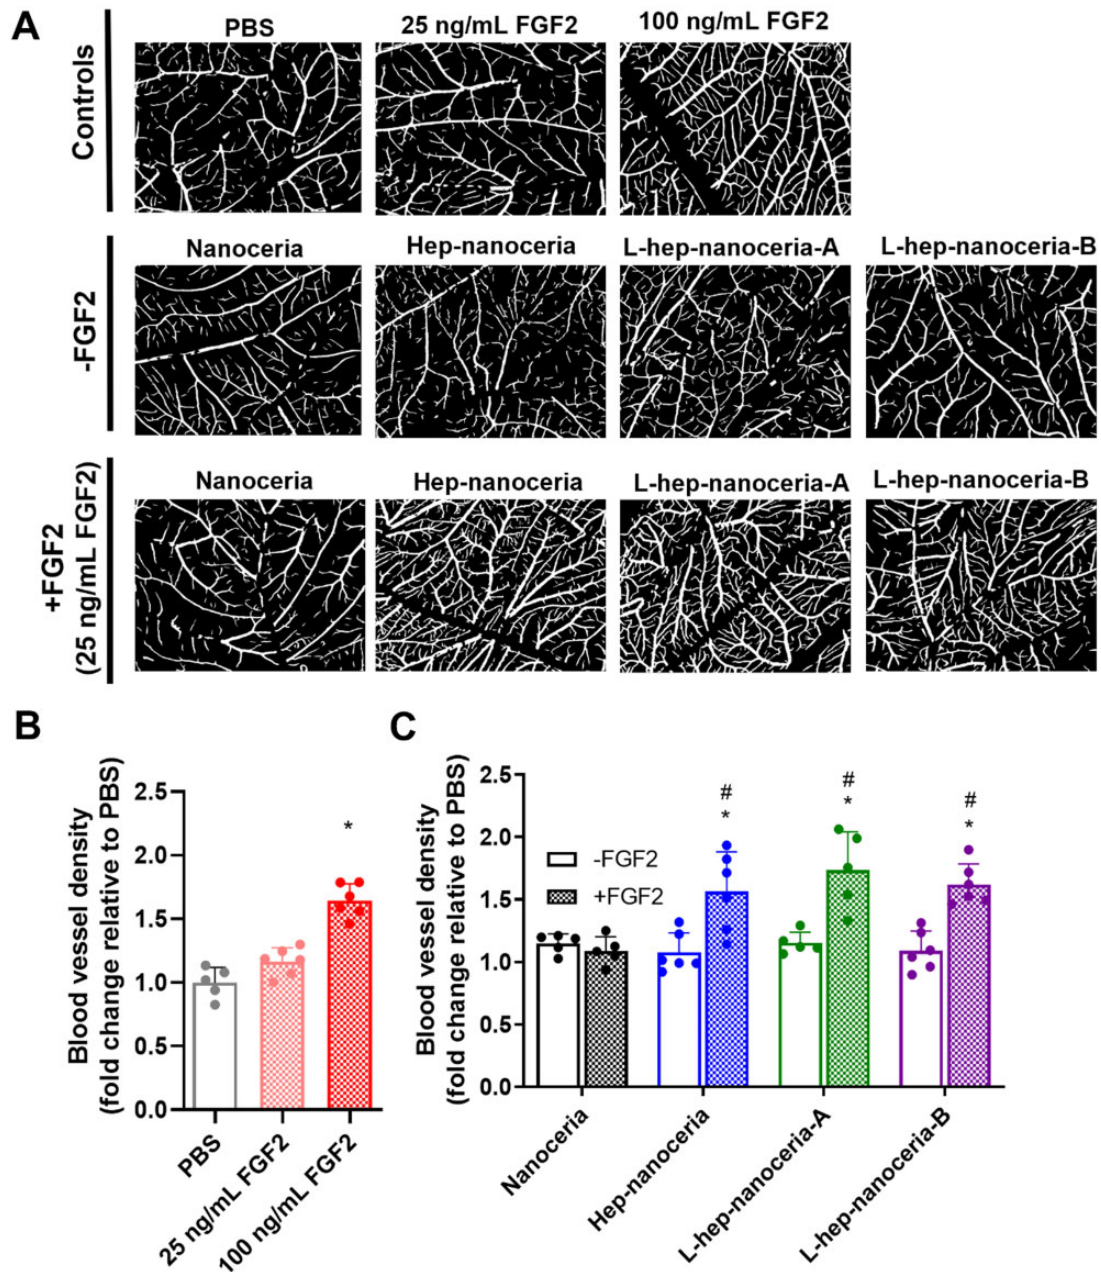 A
PBS
25 ng/mL FGF2
100 ng/mL FGF2
Controls
Nanoceria
Hep-nanoceria
L-hep-nanoceria-A
L-hep-nanoceria-B
-FGF2
Nanoceria
Hep-nanoceria
L-hep-nanoceria-A
L-hep-nanoceria-B
+FGF2
(25 ng/mL FGF2)
B
Blood vessel density
(fold change relative to PBS)
2.5
2.0
1.5
1.0
0.5
0.0
*
PBS
25 ng/mL FGF2
100 ng/mL FGF2
C
Blood vessel density
(fold change relative to PBS)
2.5
2.0
1.5
1.0
0.5
0.0
-FGF2
+FGF2
#
*
#
*
#
*
Nanoceria
Hep-nanoceria
L-hep-nanoceria-A
L-hep-nanoceria-B